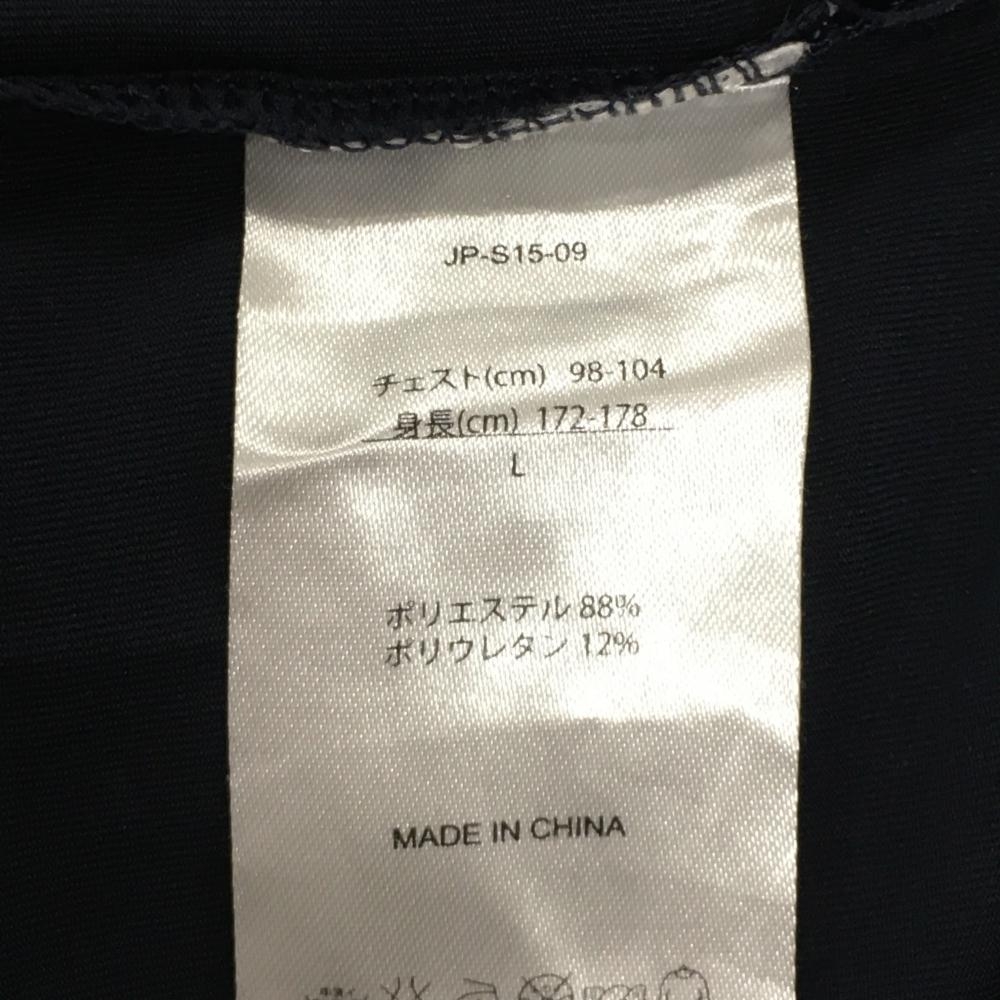 JP-S15-09
チェスト(cm) 98-104
身長(cm) 172-178
L
ポリエステル 88%
ポリウレタン 12%
MADE IN CHINA